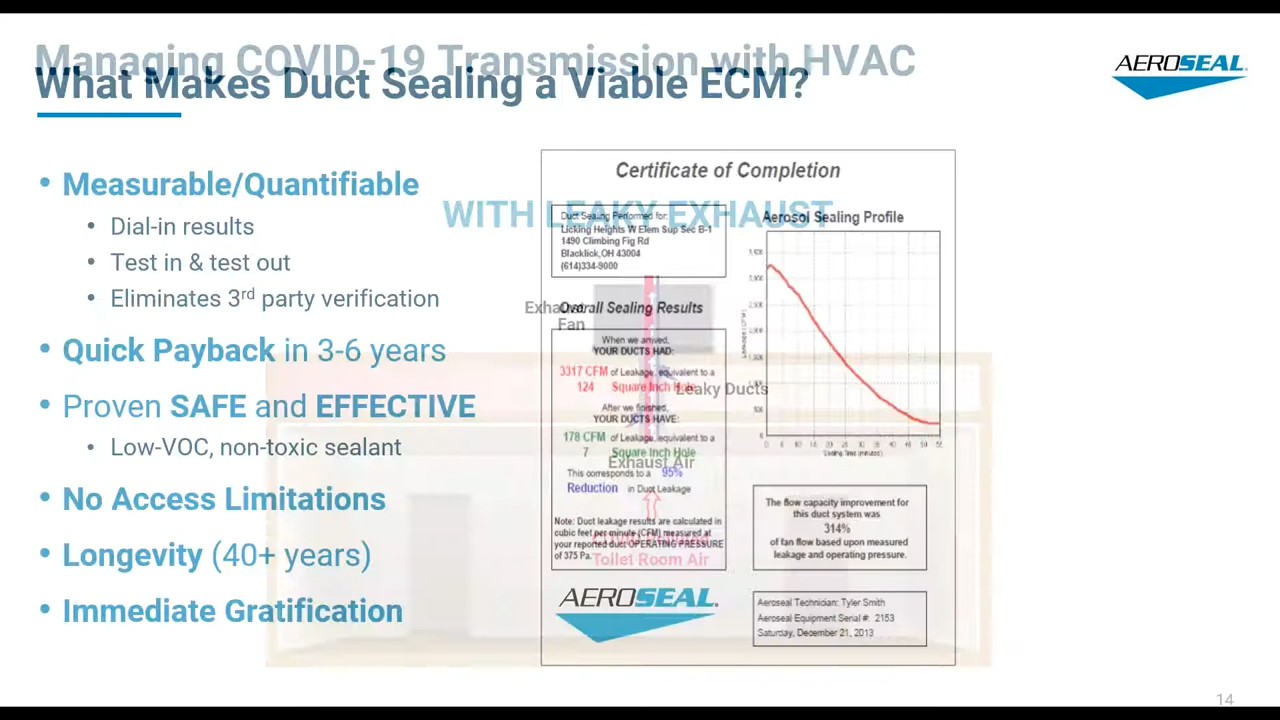 Managing COVID-19 Transmission with HVAC
What Makes Duct Sealing a Viable ECM?
AEROSEAL
• Measurable/Quantifiable
• Dial-in results
• Test in & test out
• Eliminates 3rd party verification
• Quick Payback in 3-6 years
• Proven SAFE and EFFECTIVE
• Low-VOC, non-toxic sealant
• No Access Limitations
• Longevity (40+ years)
• Immediate Gratification
WITH LEAKY EXHAUST
Exhaust
Fan
Leaky Ducts
Exhaust Air
Toilet Room Air
Certificate of Completion
Duct Sealing Performed for:
Licking Heights W Elem Sup Sec B-1
1490 Climbing Fig Rd
Blacklick,OH 43004
(614)334-9000
Overall Sealing Results
When we arrived,
YOUR DUCTS HAD:
3317 CFM of Leakage, equivalent to a
124 Square Inch Hole
After we finished,
YOUR DUCTS HAVE:
178 CFM of Leakage, equivalent to a
7 Square Inch Hole
This corresponds to a 95%
Reduction in Duct Leakage
Note: Duct leakage results are calculated in
cubic feet per minute (CFM) measured at
your reported duct OPERATING PRESSURE
of 375 Pa.
AEROSEAL.
Aerosol Sealing Profile
Leakage (CFM)
Sealing Time (minutes)
The flow capacity improvement for
this duct system was
314%
of fan flow based upon measured
leakage and operating pressure.
Aeroseal Technician: Tyler Smith
Aeroseal Equipment Serial #: 2153
Saturday, December 21, 2013
14